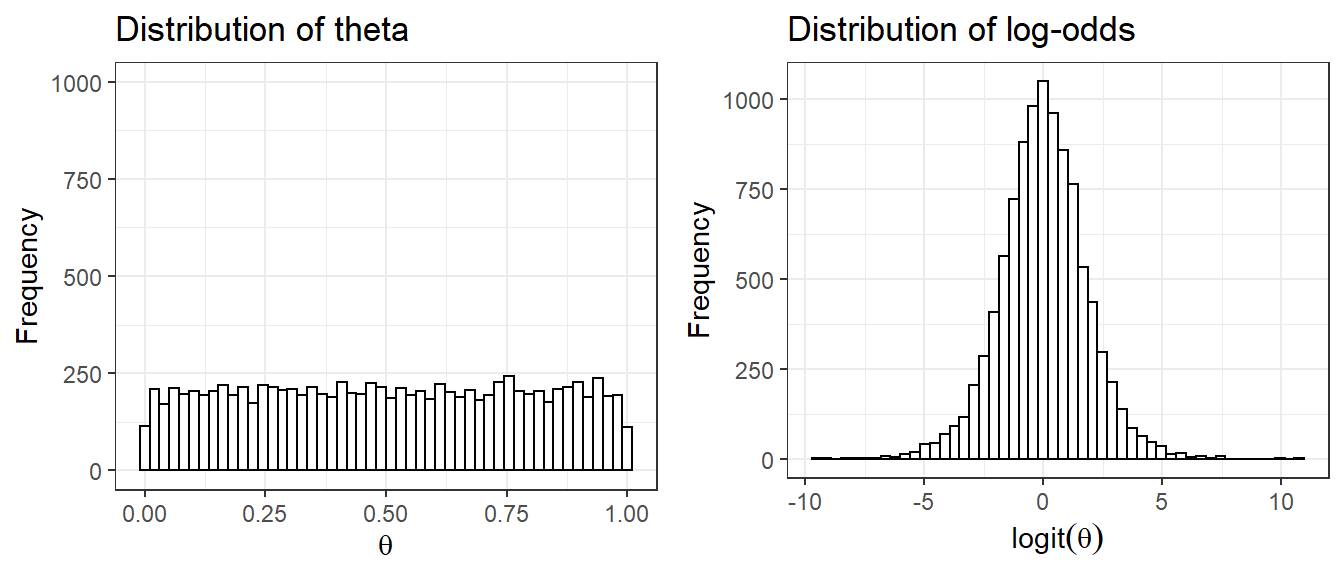 Distribution of theta
Frequency
1000
750
500
250
0
0.00 0.25 0.50 0.75 1.00
θ
Distribution of log-odds
Frequency
1000
750
500
250
0
-10 -5 0 5 10
logit(θ)